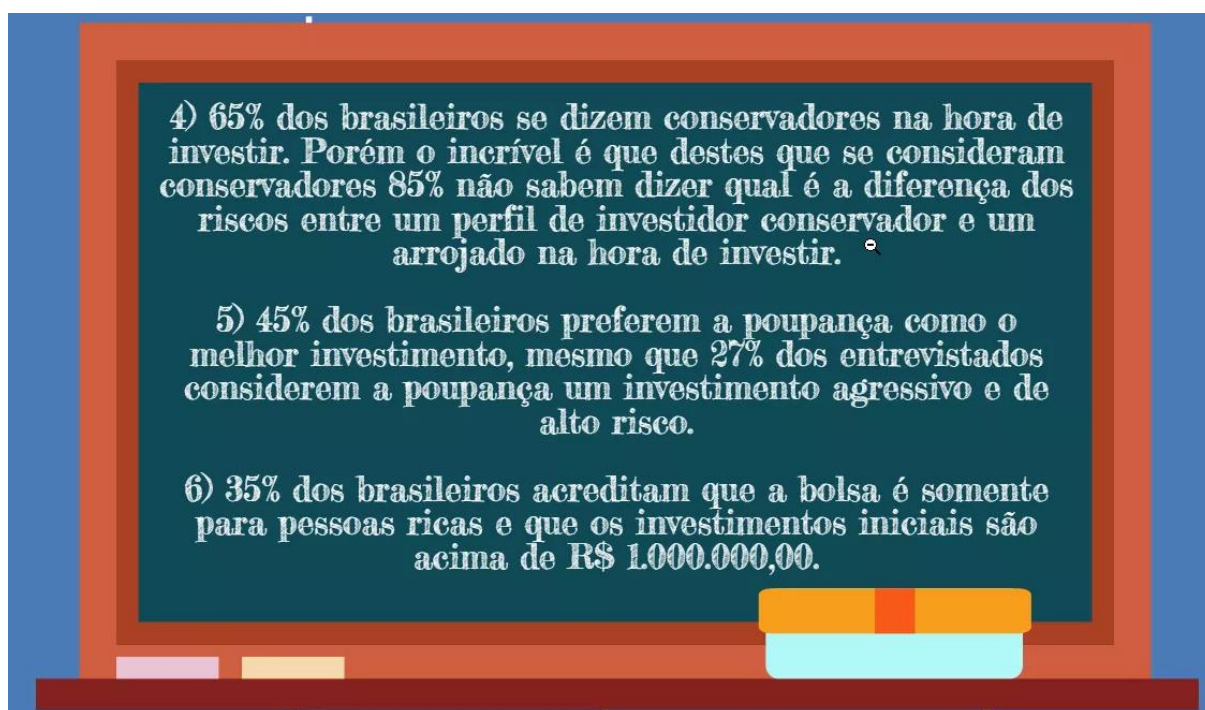 4) 65% dos brasileiros se dizem conservadores na hora de
investir. Porém o incrível é que destes que se consideram
conservadores 85% não sabem dizer qual é a diferença dos
riscos entre um perfil de investidor conservador e um
arrojado na hora de investir.
5) 45% dos brasileiros preferem a poupança como o
melhor investimento, mesmo que 27% dos entrevistados
considerem a poupança um investimento agressivo e de
alto risco.
6) 35% dos brasileiros acreditam que a bolsa é somente
para pessoas ricas e que os investimentos iniciais são
acima de R$ 1.000.000,00.